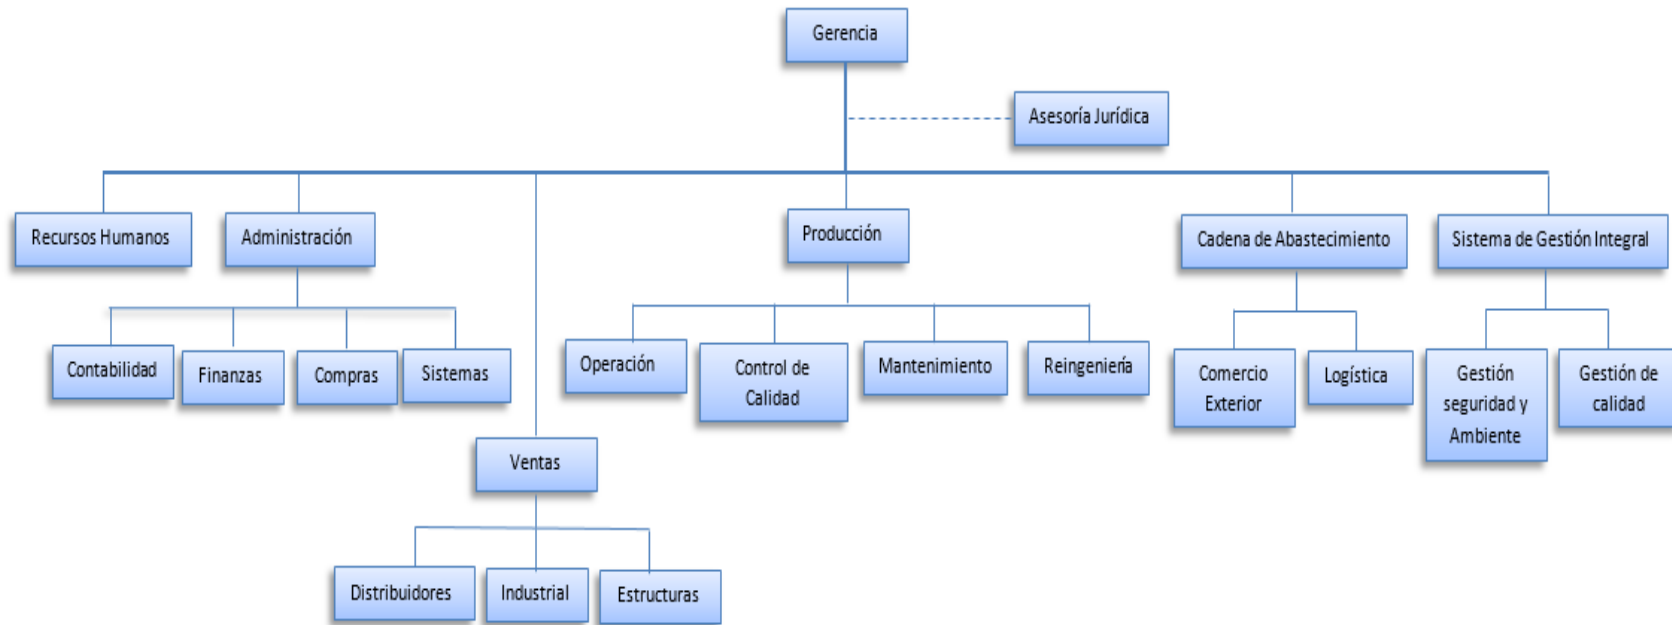 Gerencia
Asesoría Jurídica
Recursos Humanos
Administración
Producción
Cadena de Abastecimiento
Sistema de Gestión Integral
Contabilidad
Finanzas
Compras
Sistemas
Operación
Control de
Calidad
Mantenimiento
Reingeniería
Comercio
Exterior
Logística
Gestión
seguridad y
Ambiente
Gestión de
calidad
Ventas
Distribuidores
Industrial
Estructuras